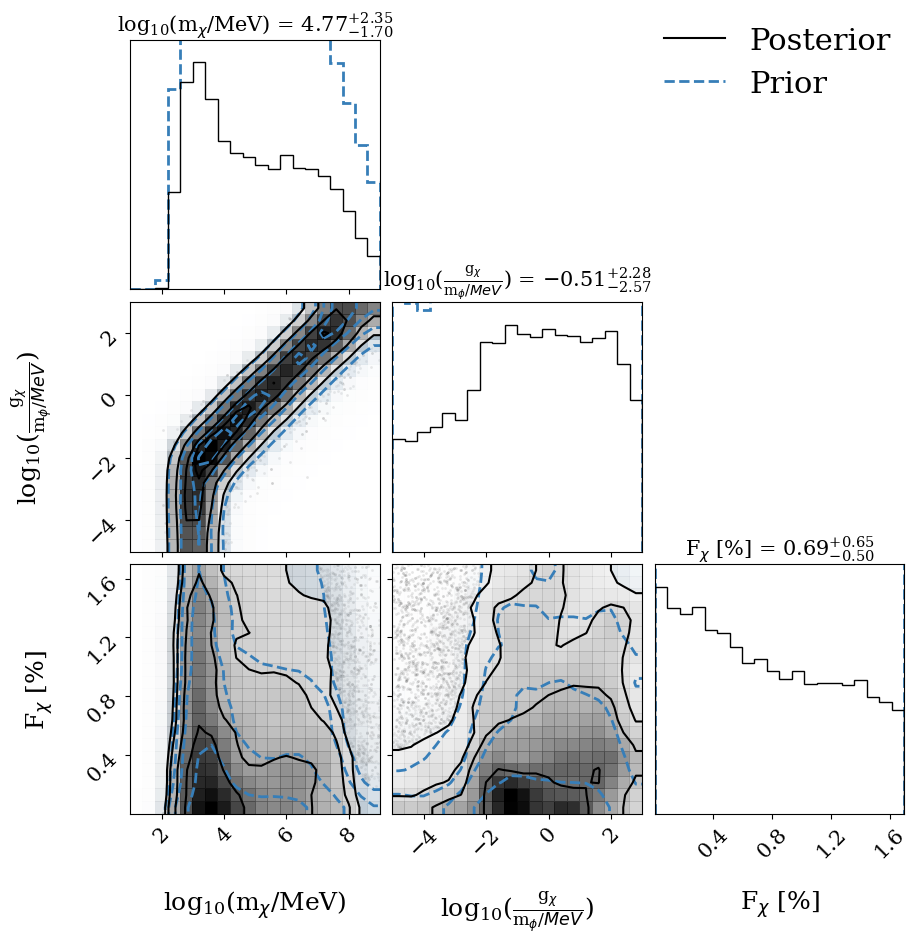 log₁₀(mᵪ/MeV) = 4.77⁺²·³⁵₋₁.₇₀
Posterior
Prior
log₁₀(gᵪ/m_ϕ/MeV) = −0.51⁺²·²⁸₋₂.₅₇
log₁₀(gᵪ/m_ϕ/MeV)
2
0
−2
−4
Fᵪ [%] = 0.69⁺⁰·⁶⁵₋₀.₅₀
Fᵪ [%]
1.6
1.2
0.8
0.4
2 4 6 8
−4 −2 0 2
0.4 0.8 1.2 1.6
log₁₀(mᵪ/MeV)
log₁₀(gᵪ/m_ϕ/MeV)
Fᵪ [%]